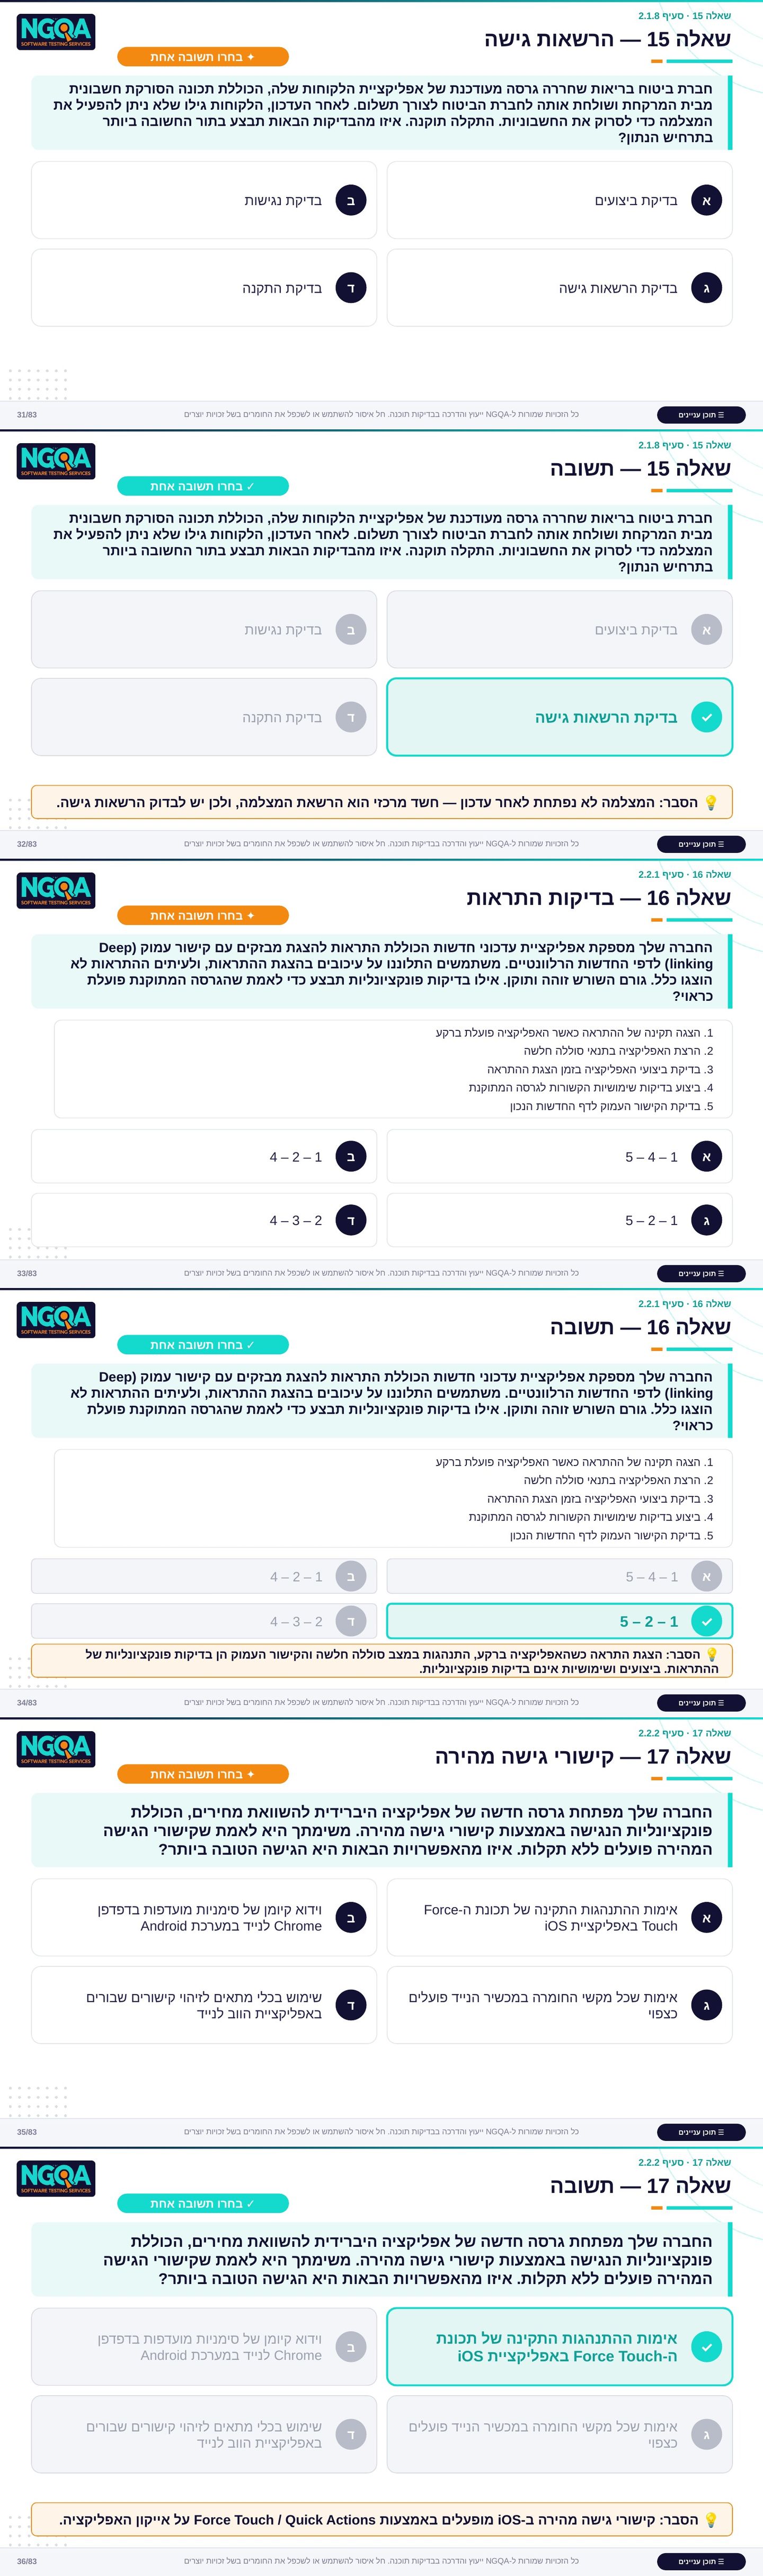 שאלה 15 · סעיף 2.1.8
NGQA
SOFTWARE TESTING SERVICES
שאלה 15 — הרשאות גישה
✦ בחרו תשובה אחת
חברת ביטוח בריאות שחררה גרסה מעודכנת של אפליקציית הלקוחות שלה, הכוללת תכונה הסורקת חשבונית
מבית המרקחת ושולחת אותה לחברת הביטוח לצורך תשלום. לאחר העדכון, הלקוחות גילו שלא ניתן להפעיל את
המצלמה כדי לסרוק את החשבוניות. התקלה תוקנה. איזו מהבדיקות הבאות תבצע בתור החשובה ביותר
בתרחיש הנתון?
א בדיקת ביצועים
ב בדיקת נגישות
ג בדיקת הרשאות גישה
ד בדיקת התקנה
☰ תוכן עניינים
כל הזכויות שמורות ל-NGQA ייעוץ והדרכה בבדיקות תוכנה. חל איסור להשתמש או לשכפל את החומרים בשל זכויות יוצרים
31/83
שאלה 15 · סעיף 2.1.8
NGQA
SOFTWARE TESTING SERVICES
שאלה 15 — תשובה
✓ בחרו תשובה אחת
חברת ביטוח בריאות שחררה גרסה מעודכנת של אפליקציית הלקוחות שלה, הכוללת תכונה הסורקת חשבונית
מבית המרקחת ושולחת אותה לחברת הביטוח לצורך תשלום. לאחר העדכון, הלקוחות גילו שלא ניתן להפעיל את
המצלמה כדי לסרוק את החשבוניות. התקלה תוקנה. איזו מהבדיקות הבאות תבצע בתור החשובה ביותר
בתרחיש הנתון?
א בדיקת ביצועים
ב בדיקת נגישות
✓ בדיקת הרשאות גישה
ד בדיקת התקנה
💡 הסבר: המצלמה לא נפתחת לאחר עדכון — חשד מרכזי הוא הרשאת המצלמה, ולכן יש לבדוק הרשאות גישה.
☰ תוכן עניינים
כל הזכויות שמורות ל-NGQA ייעוץ והדרכה בבדיקות תוכנה. חל איסור להשתמש או לשכפל את החומרים בשל זכויות יוצרים
32/83
שאלה 16 · סעיף 2.2.1
NGQA
SOFTWARE TESTING SERVICES
שאלה 16 — בדיקות התראות
✦ בחרו תשובה אחת
החברה שלך מספקת אפליקציית עדכוני חדשות הכוללת התראות להצגת מבזקים עם קישור עמוק (Deep
linking) לדפי החדשות הרלוונטיים. משתמשים התלוננו על עיכובים בהצגת ההתראות, ולעיתים ההתראות לא
הוצגו כלל. גורם השורש זוהה ותוקן. אילו בדיקות פונקציונליות תבצע כדי לאמת שהגרסה המתוקנת פועלת
כראוי?
1. הצגה תקינה של ההתראה כאשר האפליקציה פועלת ברקע
2. הרצת האפליקציה בתנאי סוללה חלשה
3. בדיקת ביצועי האפליקציה בזמן הצגת ההתראה
4. ביצוע בדיקות שימושיות הקשורות לגרסה המתוקנת
5. בדיקת הקישור העמוק לדף החדשות הנכון
א 1 – 4 – 5
ב 1 – 2 – 4
ג 1 – 2 – 5
ד 2 – 3 – 4
☰ תוכן עניינים
כל הזכויות שמורות ל-NGQA ייעוץ והדרכה בבדיקות תוכנה. חל איסור להשתמש או לשכפל את החומרים בשל זכויות יוצרים
33/83
שאלה 16 · סעיף 2.2.1
NGQA
SOFTWARE TESTING SERVICES
שאלה 16 — תשובה
✓ בחרו תשובה אחת
החברה שלך מספקת אפליקציית עדכוני חדשות הכוללת התראות להצגת מבזקים עם קישור עמוק (Deep
linking) לדפי החדשות הרלוונטיים. משתמשים התלוננו על עיכובים בהצגת ההתראות, ולעיתים ההתראות לא
הוצגו כלל. גורם השורש זוהה ותוקן. אילו בדיקות פונקציונליות תבצע כדי לאמת שהגרסה המתוקנת פועלת
כראוי?
1. הצגה תקינה של ההתראה כאשר האפליקציה פועלת ברקע
2. הרצת האפליקציה בתנאי סוללה חלשה
3. בדיקת ביצועי האפליקציה בזמן הצגת ההתראה
4. ביצוע בדיקות שימושיות הקשורות לגרסה המתוקנת
5. בדיקת הקישור העמוק לדף החדשות הנכון
א 1 – 4 – 5
ב 1 – 2 – 4
✓ 1 – 2 – 5
ד 2 – 3 – 4
💡 הסבר: הצגת התראה כשהאפליקציה ברקע, התנהגות במצב סוללה חלשה והקישור העמוק הן בדיקות פונקציונליות של
ההתראות. ביצועים ושימושיות אינם בדיקות פונקציונליות.
☰ תוכן עניינים
כל הזכויות שמורות ל-NGQA ייעוץ והדרכה בבדיקות תוכנה. חל איסור להשתמש או לשכפל את החומרים בשל זכויות יוצרים
34/83
שאלה 17 · סעיף 2.2.2
NGQA
SOFTWARE TESTING SERVICES
שאלה 17 — קישורי גישה מהירה
✦ בחרו תשובה אחת
החברה שלך מפתחת גרסה חדשה של אפליקציה היברידית להשוואת מחירים, הכוללת
פונקציונליות הנגישה באמצעות קישורי גישה מהירה. משימתך היא לאמת שקישורי הגישה
המהירה פועלים ללא תקלות. איזו מהאפשרויות הבאות היא הגישה הטובה ביותר?
א אימות ההתנהגות התקינה של תכונת ה-Force
Touch באפליקציית iOS
ב וידוא קיומן של סימניות מועדפות בדפדפן
Chrome לנייד במערכת Android
ג אימות שכל מקשי החומרה במכשיר הנייד פועלים
כצפוי
ד שימוש בכלי מתאים לזיהוי קישורים שבורים
באפליקציית הווב לנייד
☰ תוכן עניינים
כל הזכויות שמורות ל-NGQA ייעוץ והדרכה בבדיקות תוכנה. חל איסור להשתמש או לשכפל את החומרים בשל זכויות יוצרים
35/83
שאלה 17 · סעיף 2.2.2
NGQA
SOFTWARE TESTING SERVICES
שאלה 17 — תשובה
✓ בחרו תשובה אחת
החברה שלך מפתחת גרסה חדשה של אפליקציה היברידית להשוואת מחירים, הכוללת
פונקציונליות הנגישה באמצעות קישורי גישה מהירה. משימתך היא לאמת שקישורי הגישה
המהירה פועלים ללא תקלות. איזו מהאפשרויות הבאות היא הגישה הטובה ביותר?
✓ אימות ההתנהגות התקינה של תכונת
ה-Force Touch באפליקציית iOS
ב וידוא קיומן של סימניות מועדפות בדפדפן
Chrome לנייד במערכת Android
ג אימות שכל מקשי החומרה במכשיר הנייד פועלים
כצפוי
ד שימוש בכלי מתאים לזיהוי קישורים שבורים
באפליקציית הווב לנייד
💡 הסבר: קישורי גישה מהירה ב-iOS מופעלים באמצעות Force Touch / Quick Actions על אייקון האפליקציה.
☰ תוכן עניינים
כל הזכויות שמורות ל-NGQA ייעוץ והדרכה בבדיקות תוכנה. חל איסור להשתמש או לשכפל את החומרים בשל זכויות יוצרים
36/83